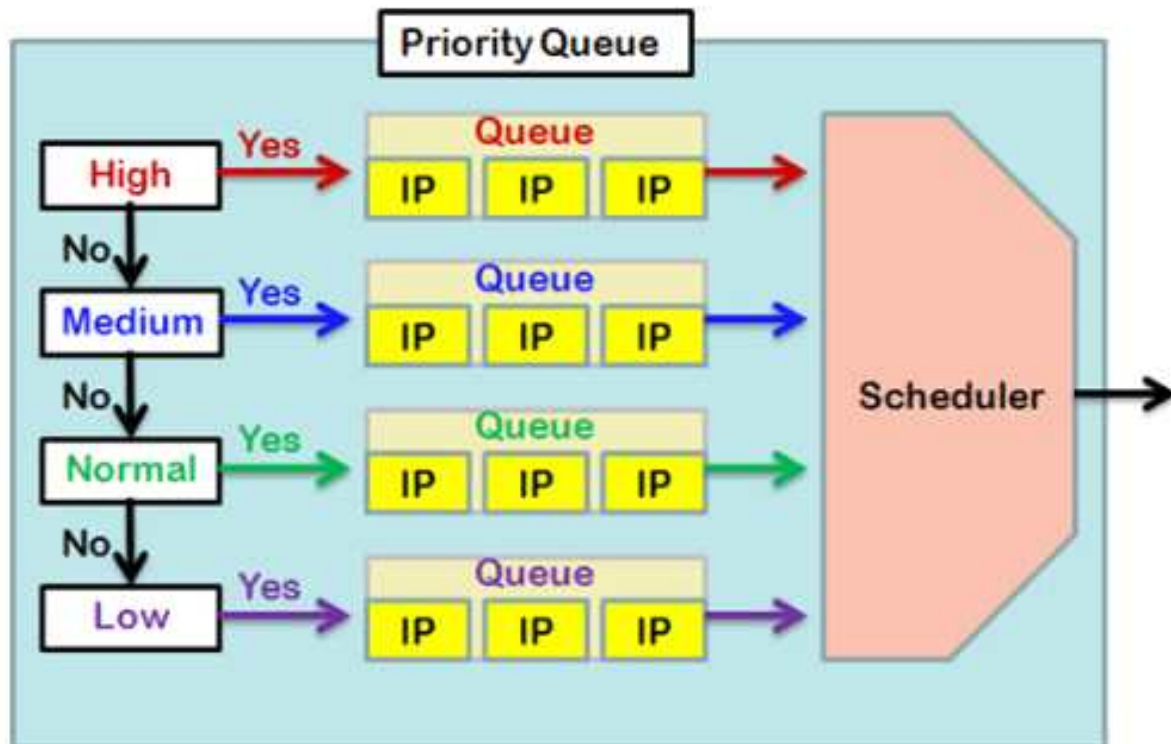 Priority Queue
High
Yes
Queue
IP IP IP
No
Medium
Yes
Queue
IP IP IP
No
Normal
Yes
Queue
IP IP IP
No
Low
Yes
Queue
IP IP IP
Scheduler